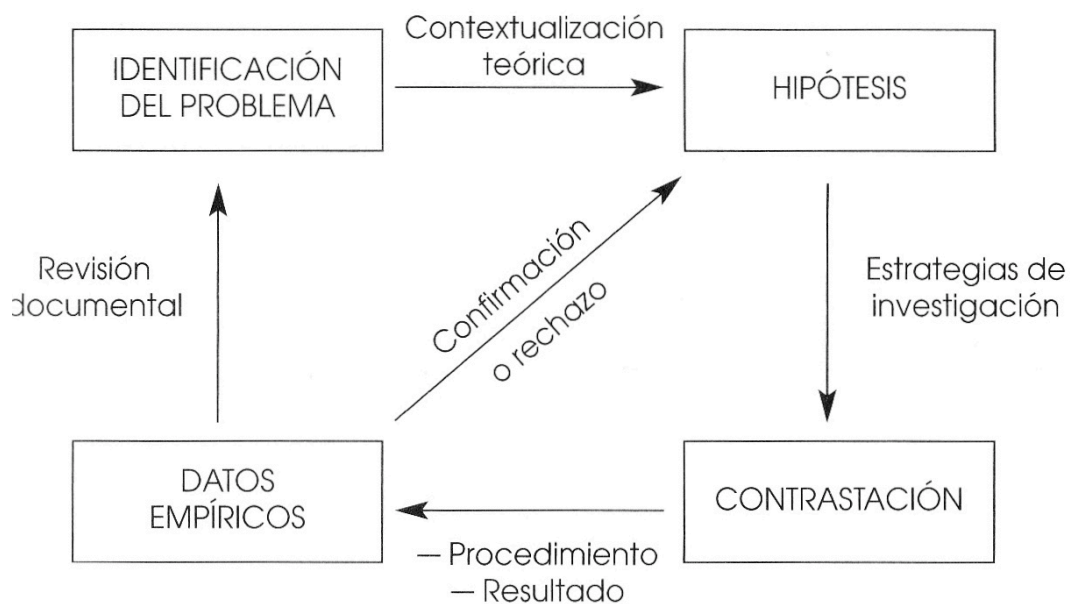 IDENTIFICACIÓN
DEL PROBLEMA
Contextualización
teórica
HIPÓTESIS
Revisión
documental
Confirmación
o rechazo
Estrategias de
investigación
DATOS
EMPÍRICOS
— Procedimiento
— Resultado
CONTRASTACIÓN